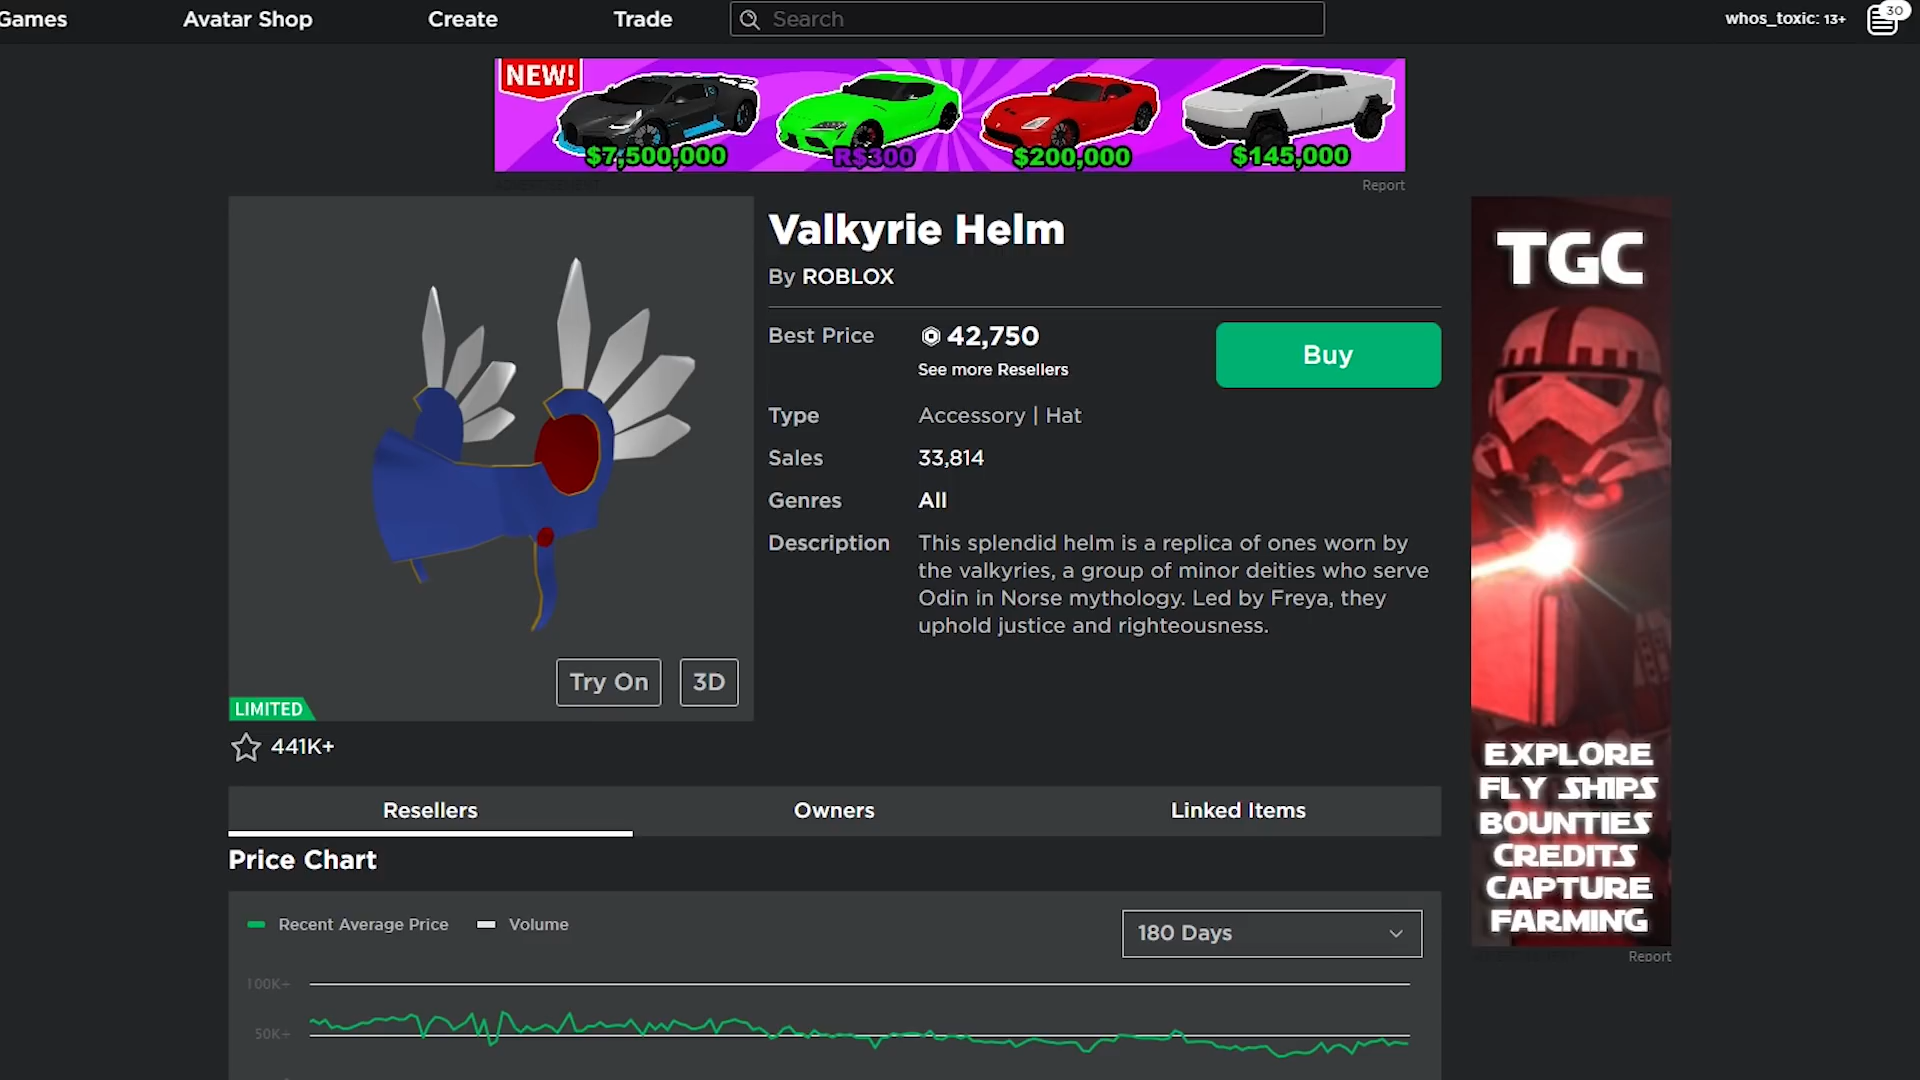 Games
Avatar Shop
Create
Trade
Search
whos_toxic: 13+
30
NEW!
$7,500,000
R$300
$200,000
$145,000
ADVERTISEMENT
Report
Valkyrie Helm
By ROBLOX
Best Price
42,750
See more Resellers
Buy
Type
Accessory | Hat
Sales
33,814
Genres
All
Description
This splendid helm is a replica of ones worn by
the valkyries, a group of minor deities who serve
Odin in Norse mythology. Led by Freya, they
uphold justice and righteousness.
Try On
3D
LIMITED
441K+
TGC
EXPLORE
FLY SHIPS
BOUNTIES
CREDITS
CAPTURE
FARMING
Report
Resellers
Owners
Linked Items
Price Chart
Recent Average Price
Volume
180 Days
100K+
50K+